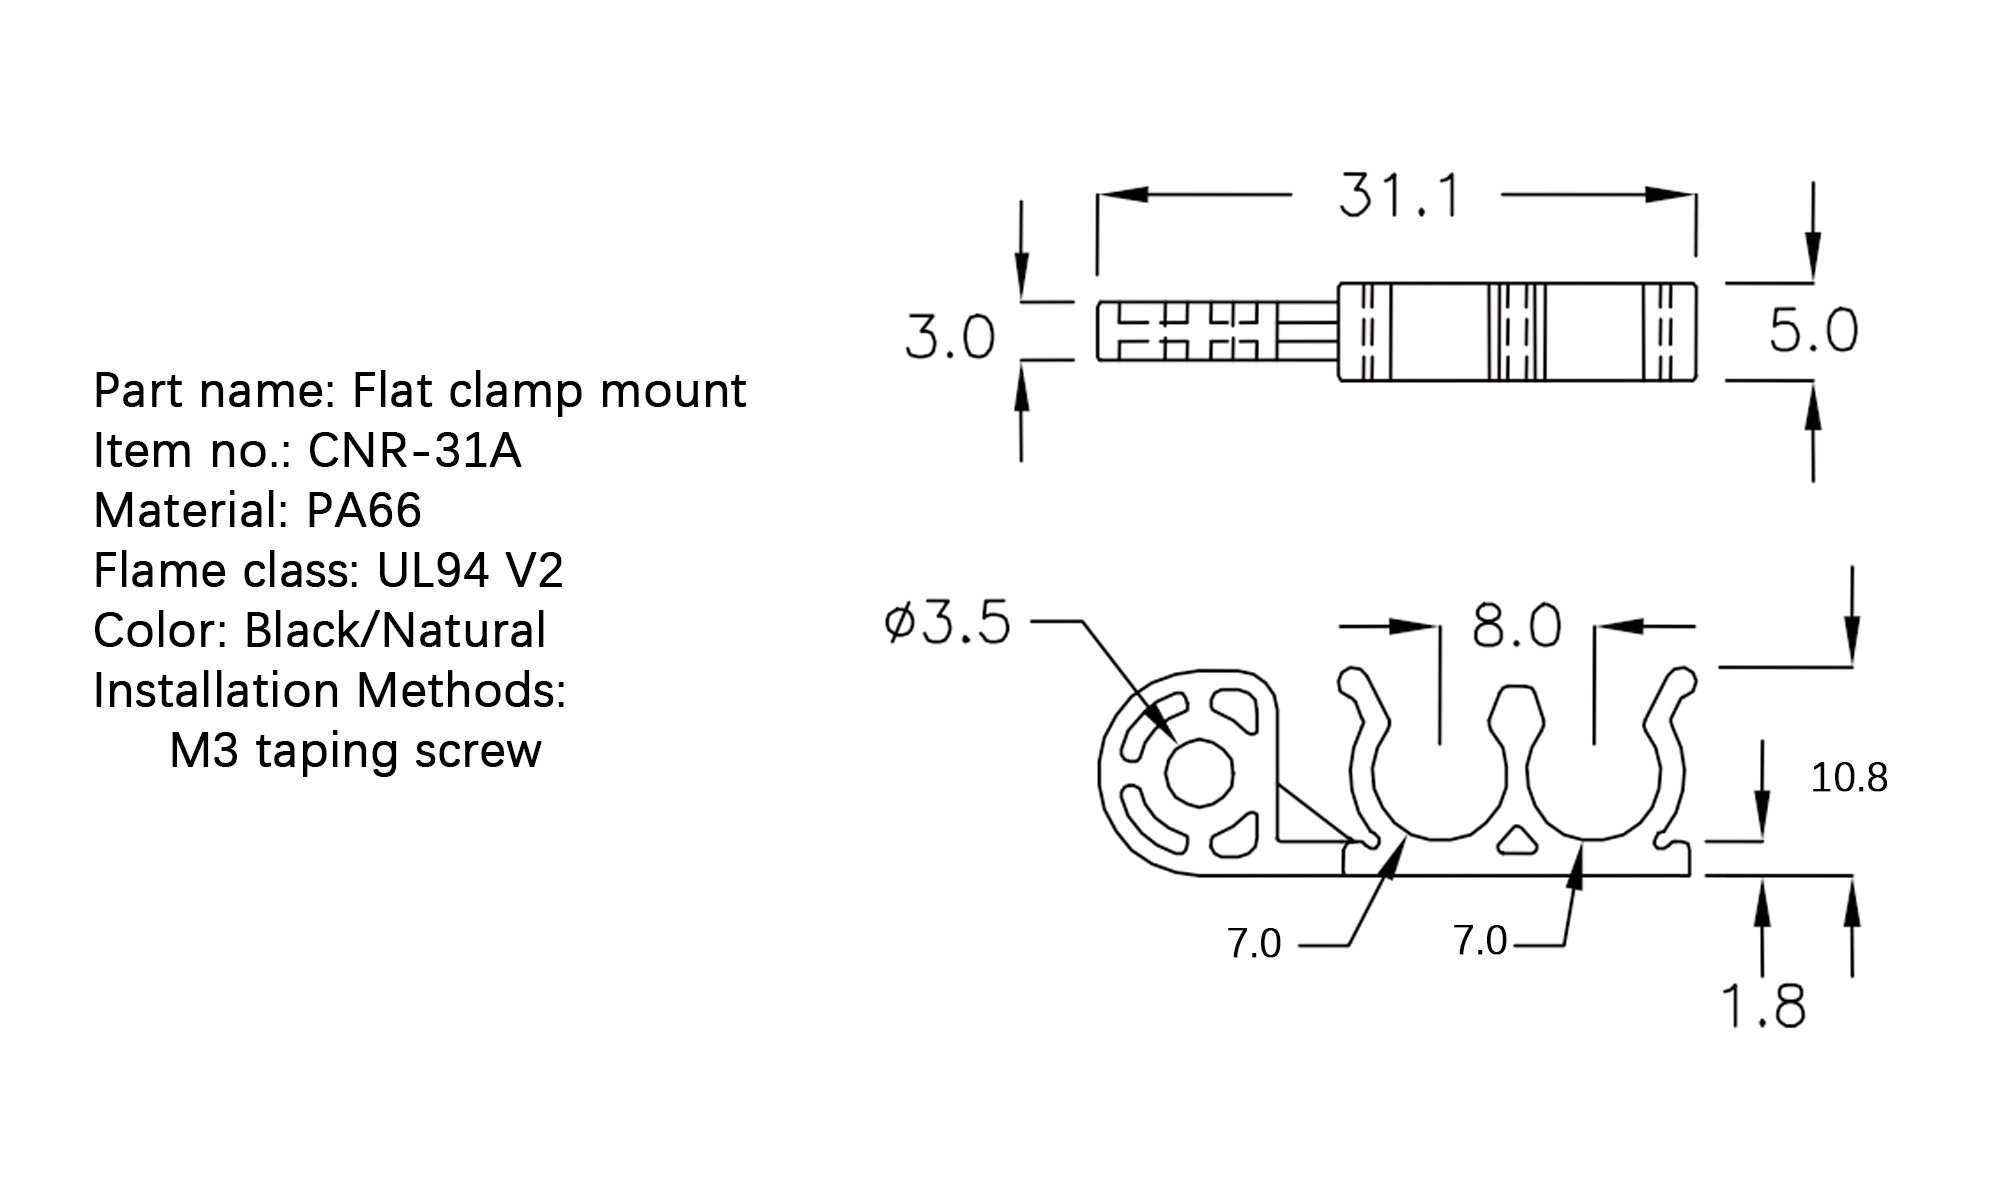 Part name: Flat clamp mount
Item no.: CNR-31A
Material: PA66
Flame class: UL94 V2
Color: Black/Natural
Installation Methods:
M3 taping screw
31.1
3.0
5.0
ø3.5
8.0
10.8
7.0
7.0
1.8